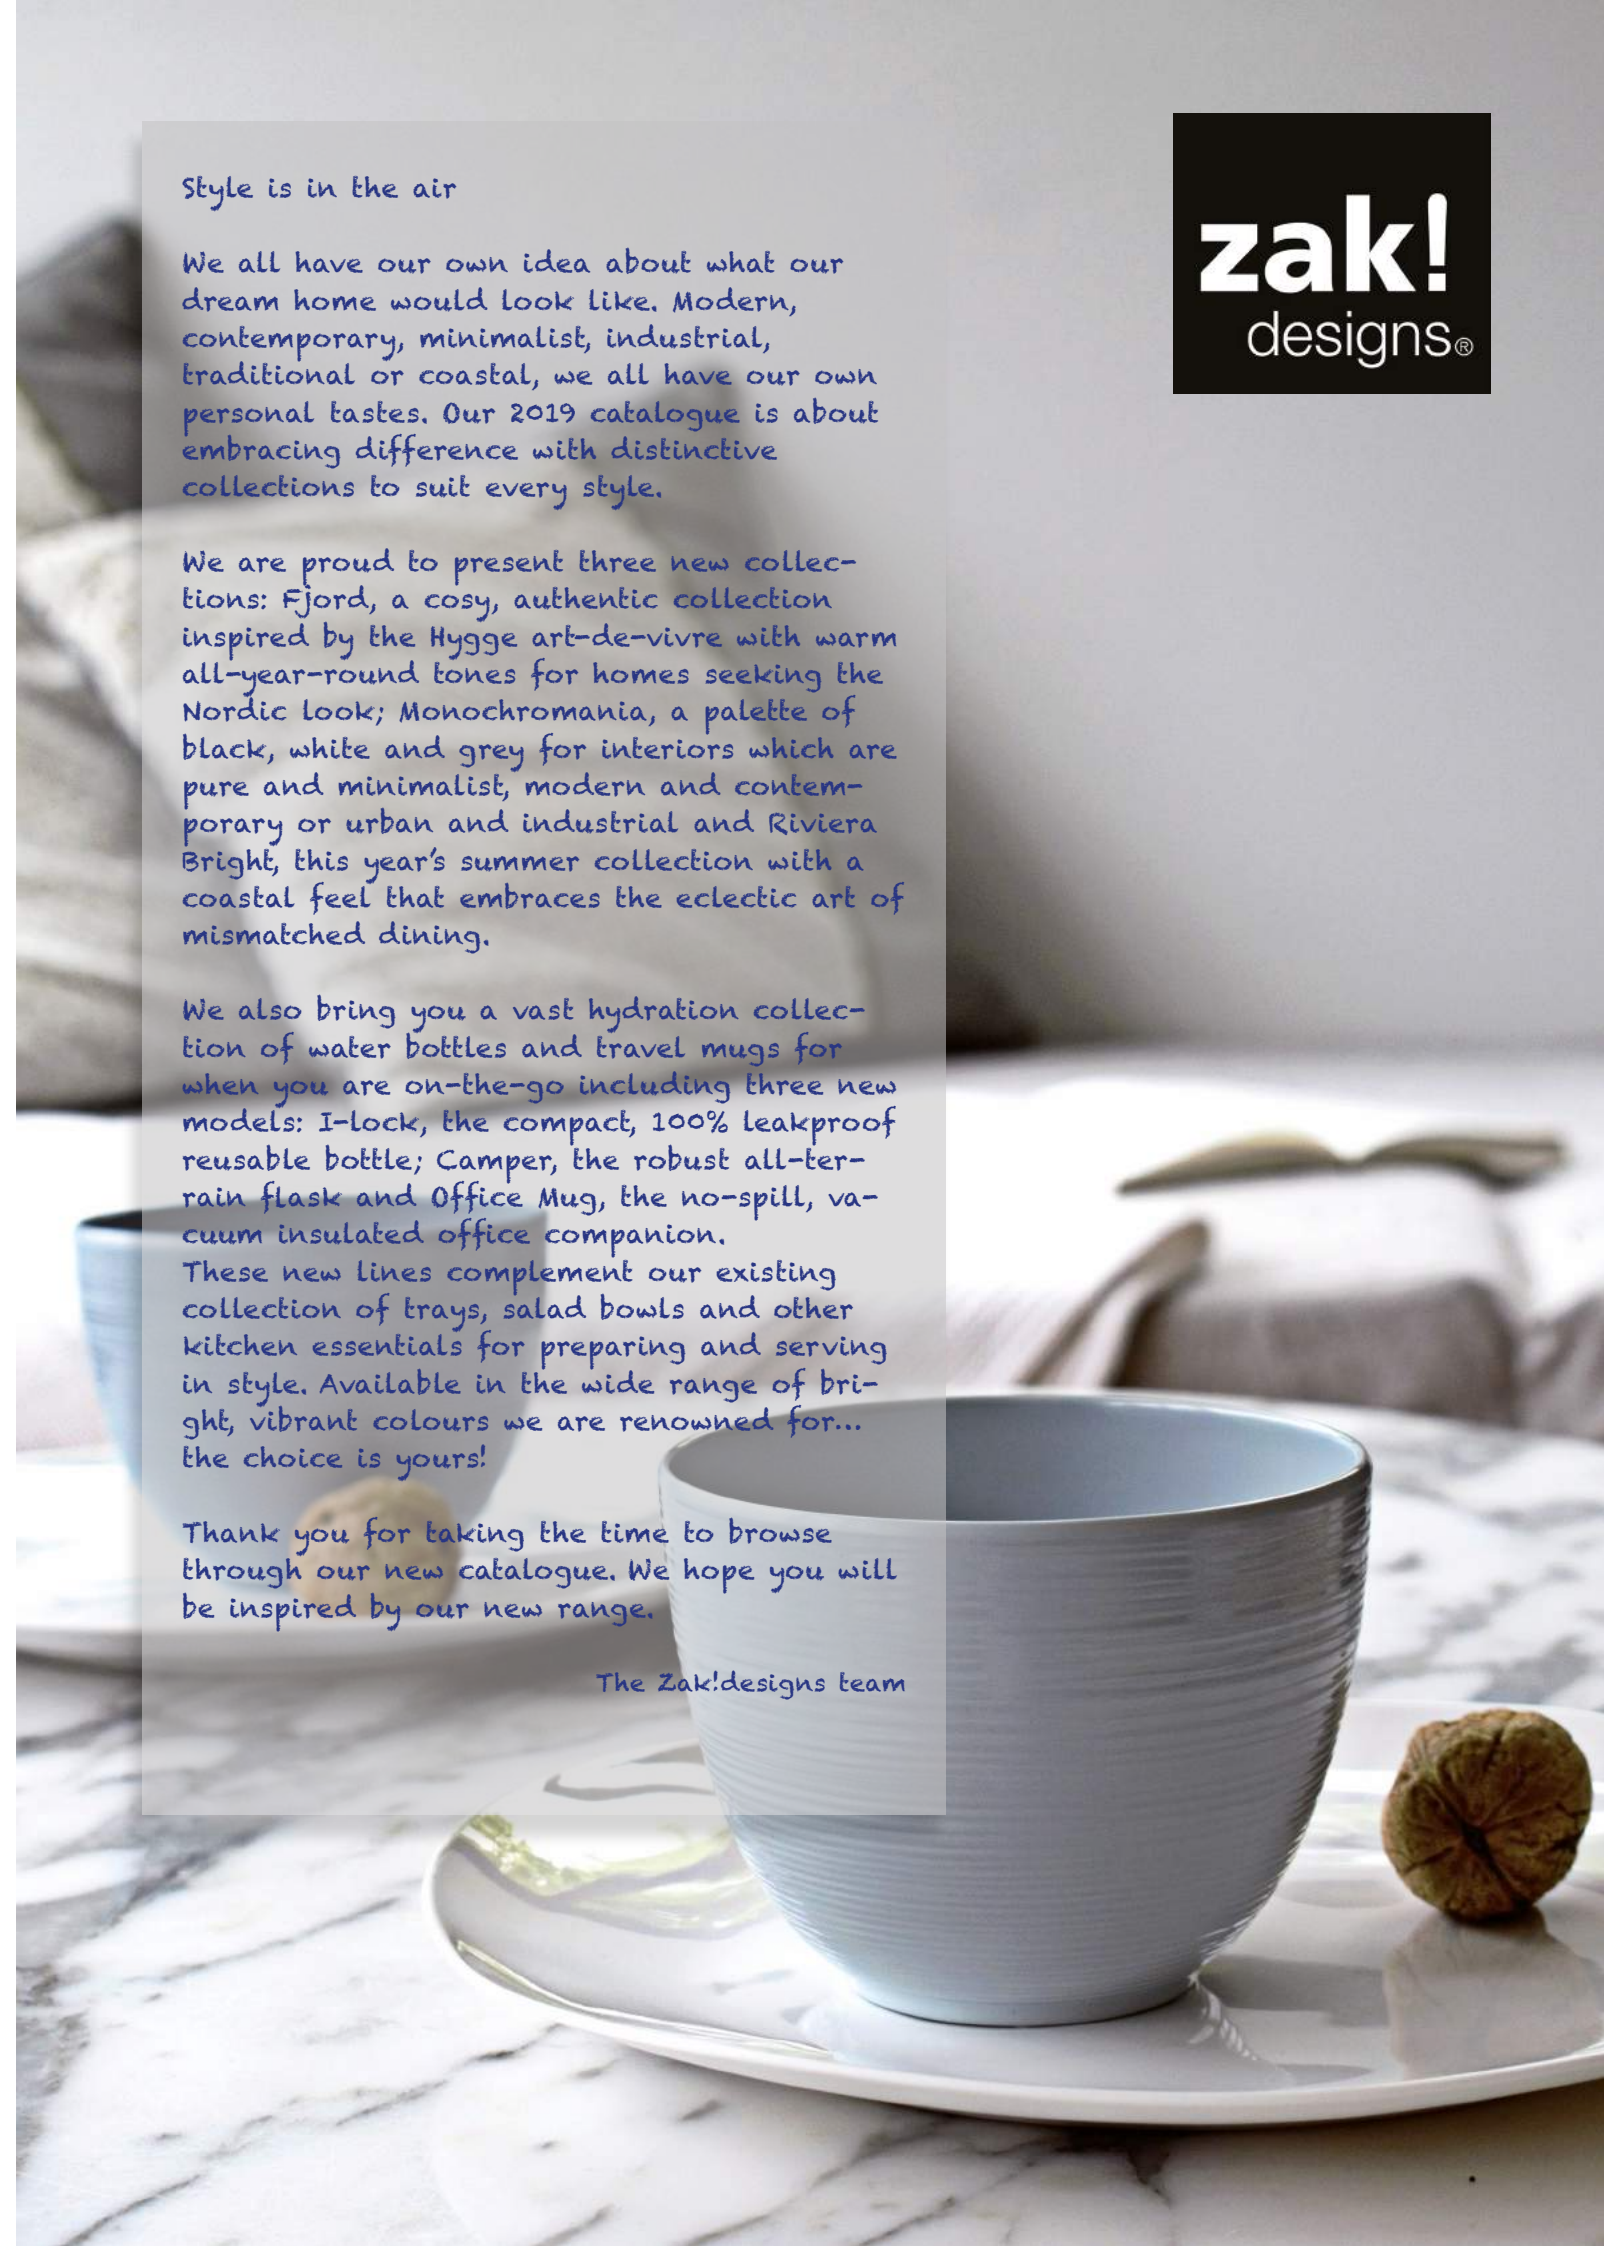 Style is in the air
We all have our own idea about what our
dream home would look like. Modern,
contemporary, minimalist, industrial,
traditional or coastal, we all have our own
personal tastes. Our 2019 catalogue is about
embracing difference with distinctive
collections to suit every style.
We are proud to present three new collec-
tions: Fjord, a cosy, authentic collection
inspired by the Hygge art-de-vivre with warm
all-year-round tones for homes seeking the
Nordic look; Monochromania, a palette of
black, white and grey for interiors which are
pure and minimalist, modern and contem-
porary or urban and industrial and Riviera
Bright, this year's summer collection with a
coastal feel that embraces the eclectic art of
mismatched dining.
We also bring you a vast hydration collec-
tion of water bottles and travel mugs for
when you are on-the-go including three new
models: I-lock, the compact, 100% leakproof
reusable bottle; Camper, the robust all-ter-
rain flask and Office Mug, the no-spill, va-
cuum insulated office companion.
These new lines complement our existing
collection of trays, salad bowls and other
kitchen essentials for preparing and serving
in style. Available in the wide range of bri-
ght, vibrant colours we are renowned for...
the choice is yours!
Thank you for taking the time to browse
through our new catalogue. We hope you will
be inspired by our new range.
The Zak!designs team
zak!
designs®